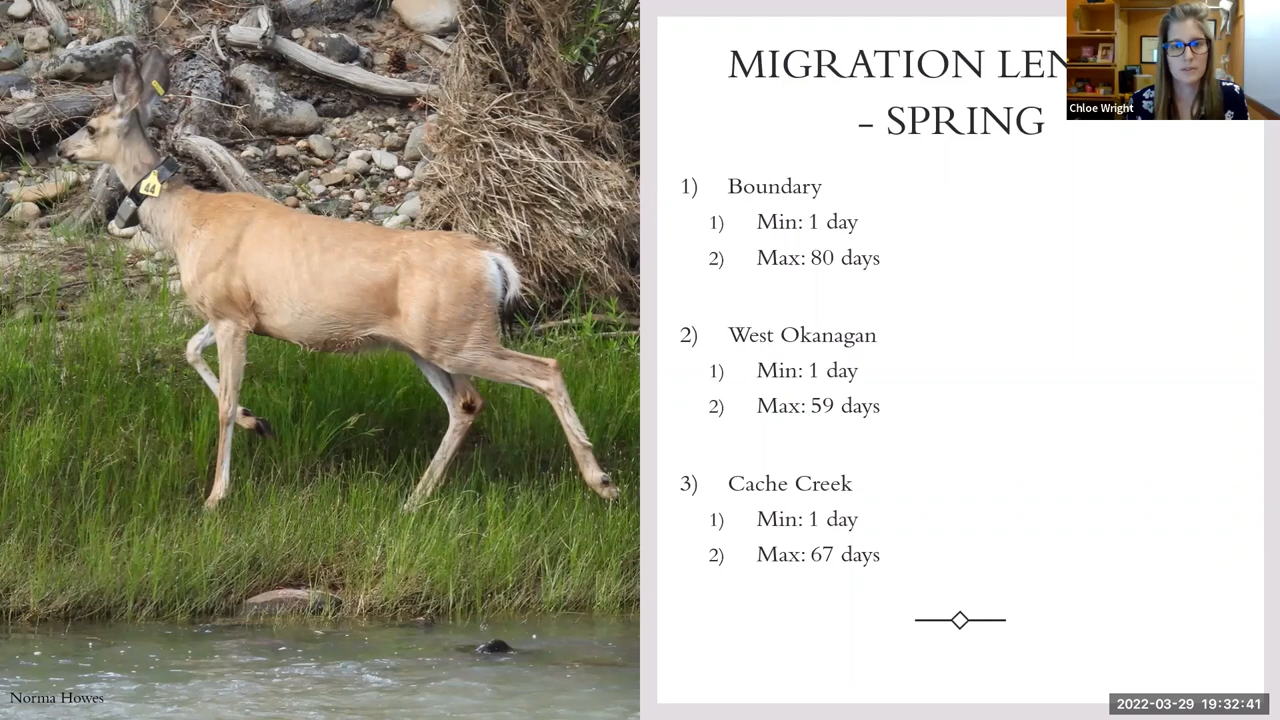 MIGRATION LEN
- SPRING
Chloe Wright
1) Boundary
1) Min: 1 day
2) Max: 80 days
2) West Okanagan
1) Min: 1 day
2) Max: 59 days
3) Cache Creek
1) Min: 1 day
2) Max: 67 days
44
Norma Howes
2022-03-29 19:32:41